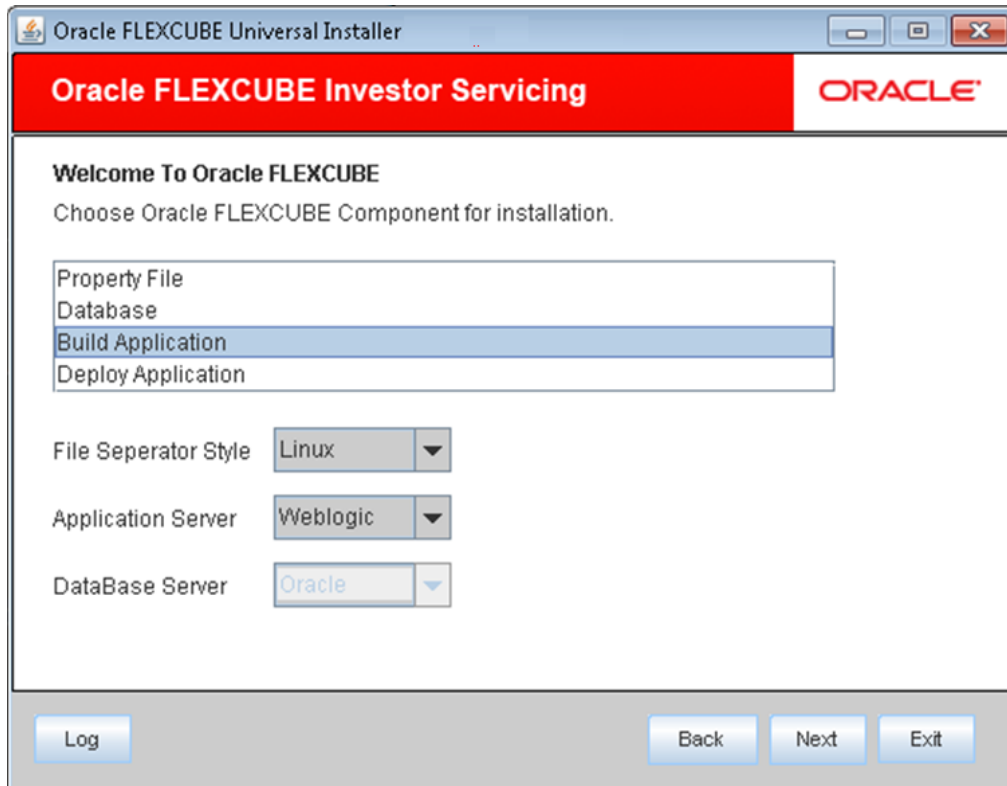 Oracle FLEXCUBE Universal Installer
Oracle FLEXCUBE Investor Servicing
ORACLE
Welcome To Oracle FLEXCUBE
Choose Oracle FLEXCUBE Component for installation.
Property File
Database
Build Application
Deploy Application
File Seperator Style Linux
Application Server Weblogic
DataBase Server Oracle
Log Back Next Exit